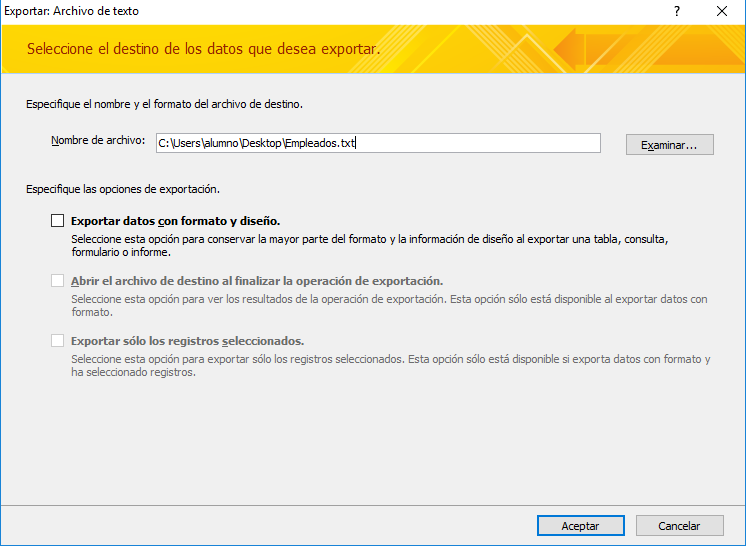 Exportar: Archivo de texto
Seleccione el destino de los datos que desea exportar.
Especifique el nombre y el formato del archivo de destino.
Nombre de archivo: C:\Users\alumno\Desktop\Empleados.txt Examinar...
Especifique las opciones de exportación.
Exportar datos con formato y diseño.
Seleccione esta opción para conservar la mayor parte del formato y la información de diseño al exportar una tabla, consulta,
formulario o informe.
Abrir el archivo de destino al finalizar la operación de exportación.
Seleccione esta opción para ver los resultados de la operación de exportación. Esta opción sólo está disponible al exportar datos con
formato.
Exportar sólo los registros seleccionados.
Seleccione esta opción para exportar sólo los registros seleccionados. Esta opción sólo está disponible si exporta datos con formato y
ha seleccionado registros.
Aceptar Cancelar